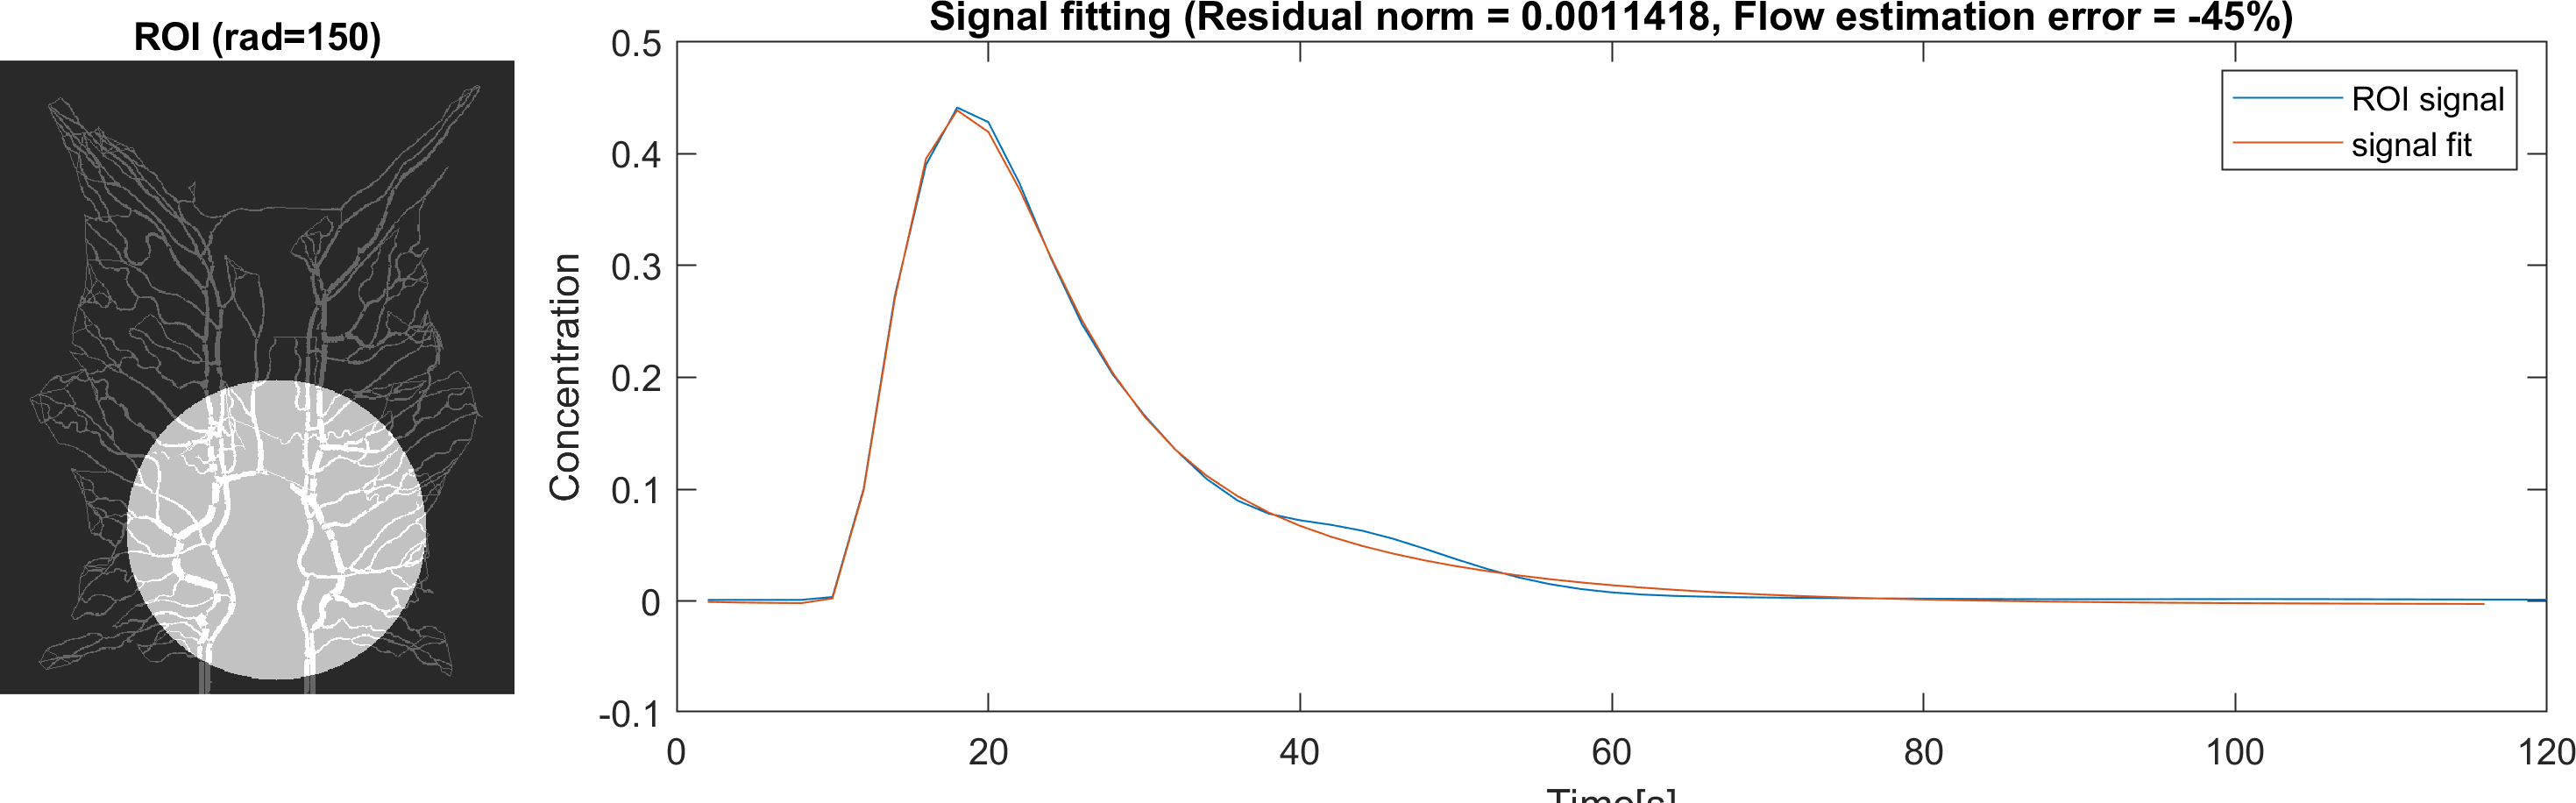 ROI (rad=150)
Signal fitting (Residual norm = 0.0011418, Flow estimation error = -45%)
0.5
0.4
0.3
0.2
0.1
0
-0.1
Concentration
ROI signal
signal fit
0 20 40 60 80 100 120
Time[s]